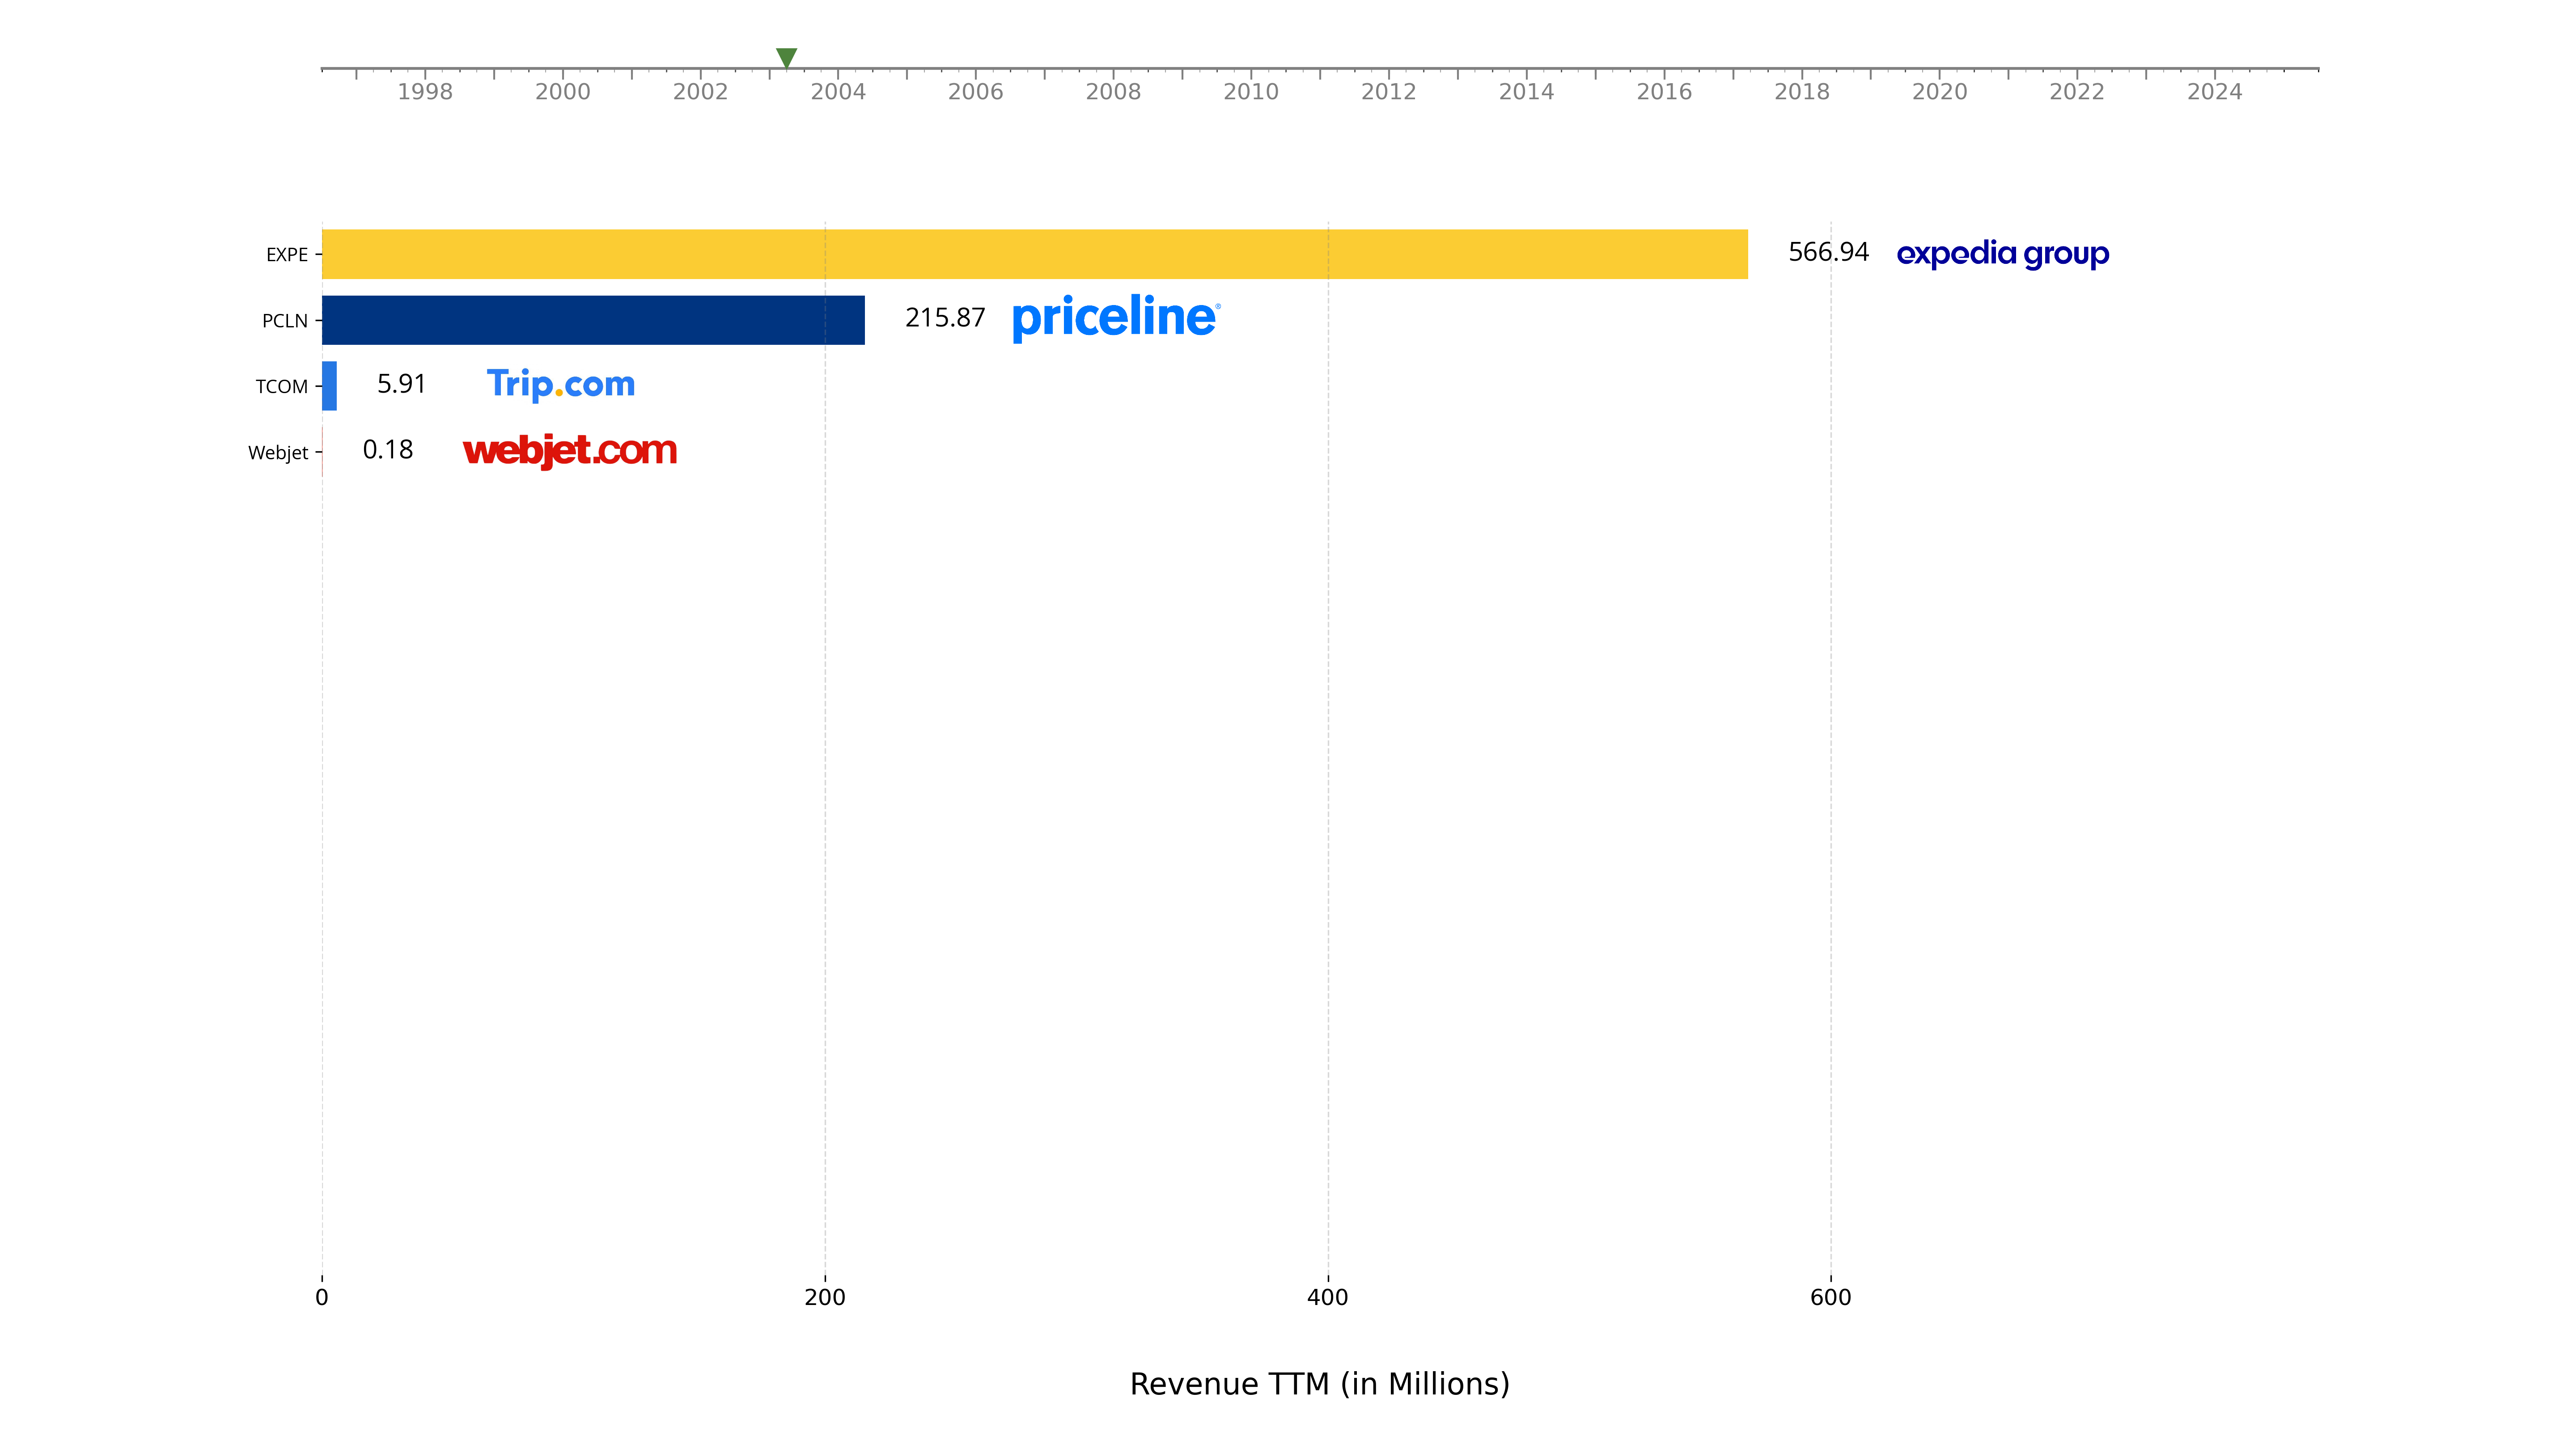 1998 2000 2002 2004 2006 2008 2010 2012 2014 2016 2018 2020 2022 2024
EXPE 566.94 expedia group
PCLN 215.87 priceline®
TCOM 5.91 Trip.com
Webjet 0.18 webjet.com
0 200 400 600
Revenue TTM (in Millions)